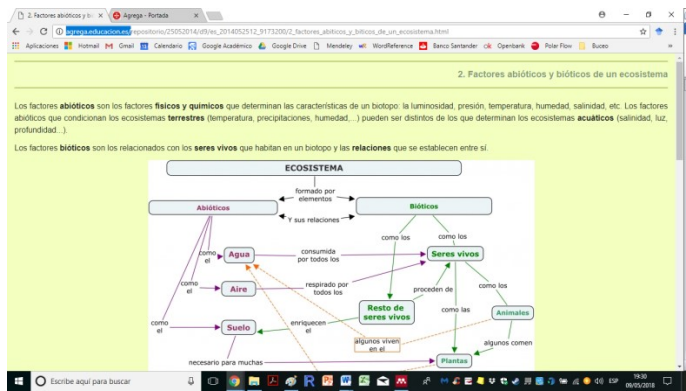 2. Factores abióticos y bi
Agrega - Portada
agrega.educacion.es/repositorio/25052014/d9/es_2014052512_9173200/2_factores_abiticos_y_biticos_de_un_ecosistema.html
Aplicaciones Hotmail Gmail Calendario Google Académico Google Drive Mendeley WordReference Banco Santander Openbank Polar Flow Buceo
2. Factores abióticos y bióticos de un ecosistema
Los factores abióticos son los factores físicos y químicos que determinan las características de un biotopo: la luminosidad, presión, temperatura, humedad, salinidad, etc. Los factores
abióticos que condicionan los ecosistemas terrestres (temperatura, precipitaciones, humedad,...) pueden ser distintos de los que determinan los ecosistemas acuáticos (salinidad, luz,
profundidad...).
Los factores bióticos son los relacionados con los seres vivos que habitan en un biotopo y las relaciones que se establecen entre sí.
ECOSISTEMA
formado por
elementos
Abióticos
Bióticos
Y sus relaciones
como los
como los
como
el
Agua
consumida
por todos los
Seres vivos
como
el
Aire
respirado por
todos los
proceden de
como los
Resto de
seres vivos
como las
Animales
como
el
Suelo
enriquecen
el
algunos viven
en el
algunos comen
necesario para muchas
Plantas
Escribe aquí para buscar
ESP
19:30
09/05/2018